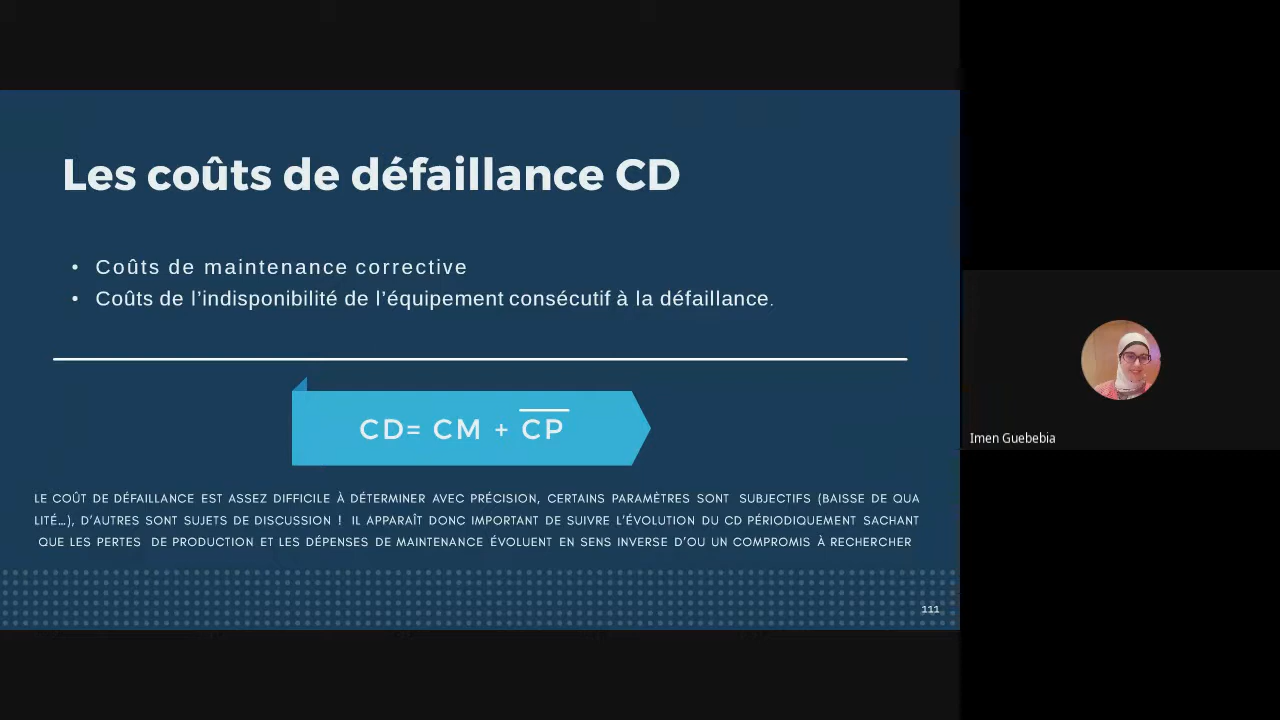 Les coûts de défaillance CD
• Coûts de maintenance corrective
• Coûts de l’indisponibilité de l’équipement consécutif à la défaillance.
CD= CM + C̅P̅
LE COÛT DE DÉFAILLANCE EST ASSEZ DIFFICILE À DÉTERMINER AVEC PRÉCISION, CERTAINS PARAMÈTRES SONT SUBJECTIFS (BAISSE DE QUA
LITÉ…), D’AUTRES SONT SUJETS DE DISCUSSION ! IL APPARAÎT DONC IMPORTANT DE SUIVRE L’ÉVOLUTION DU CD PÉRIODIQUEMENT SACHANT
QUE LES PERTES DE PRODUCTION ET LES DÉPENSES DE MAINTENANCE ÉVOLUENT EN SENS INVERSE D’OU UN COMPROMIS À RECHERCHER
111
Imen Guebebia